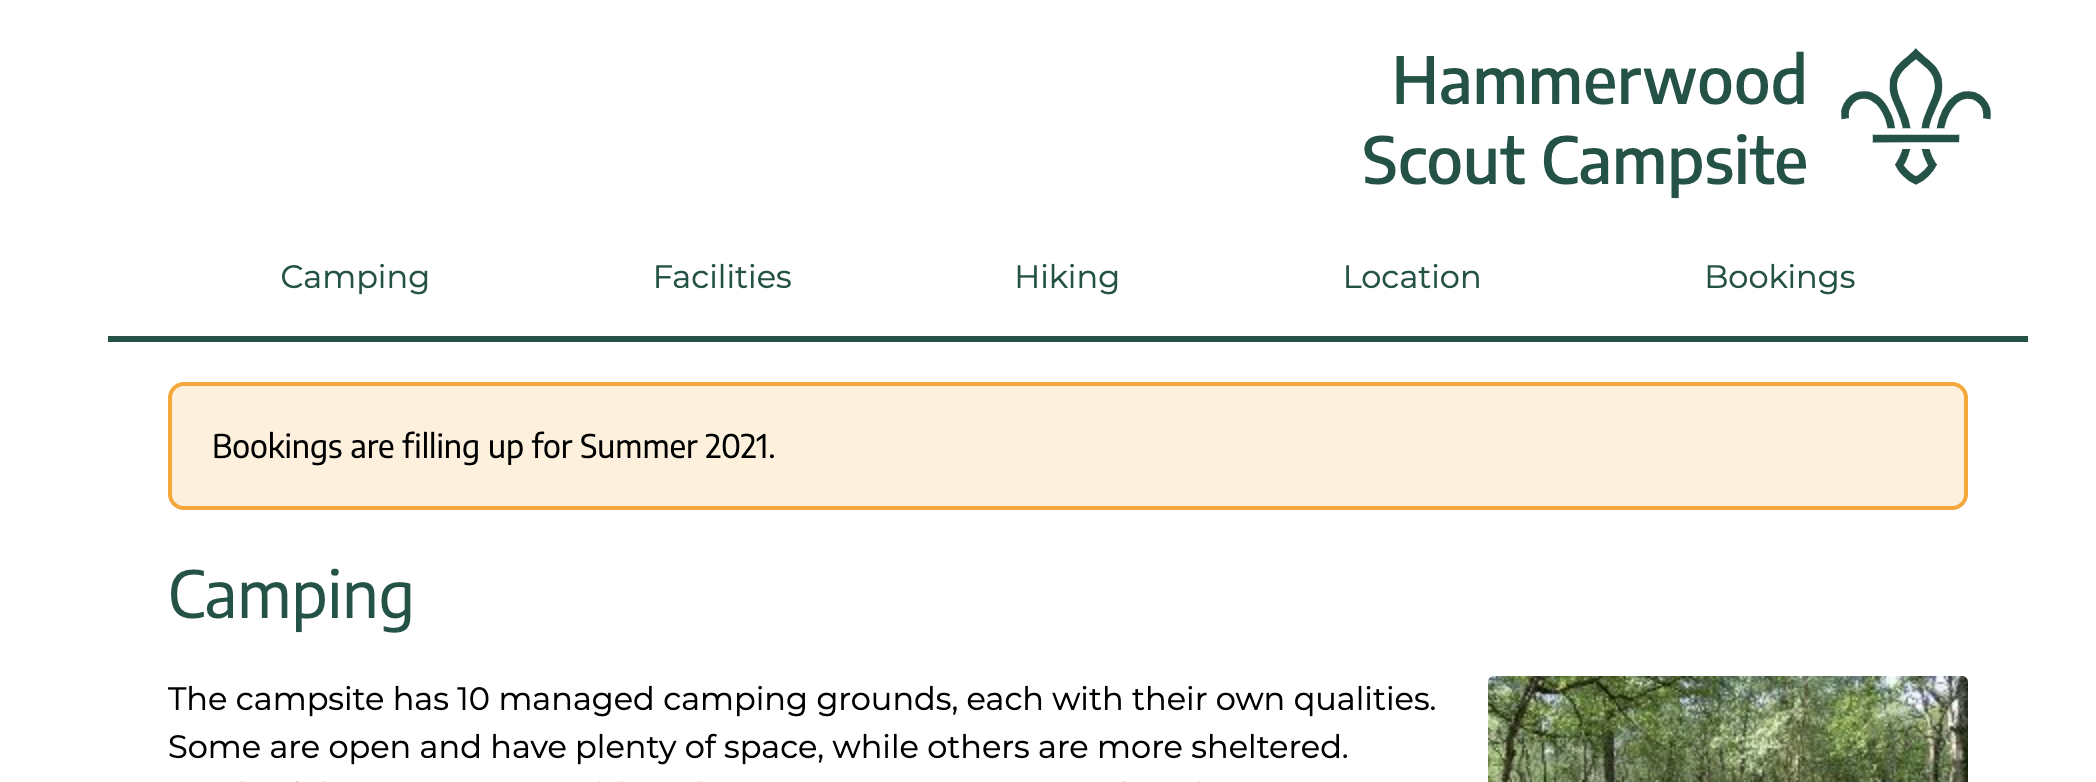 Hammerwood
Scout Campsite
Camping
Facilities
Hiking
Location
Bookings
Bookings are filling up for Summer 2021.
Camping
The campsite has 10 managed camping grounds, each with their own qualities.
Some are open and have plenty of space, while others are more sheltered.